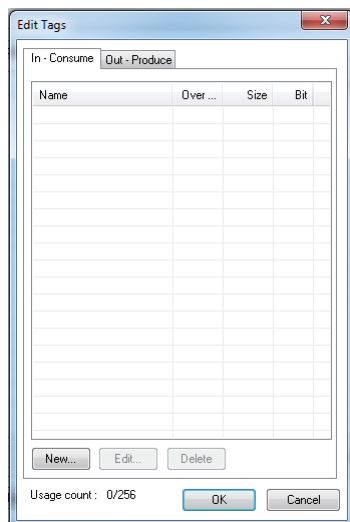 Edit Tags
In - Consume Out - Produce
Name Over ... Size Bit
New... Edit... Delete
Usage count : 0/256 OK Cancel